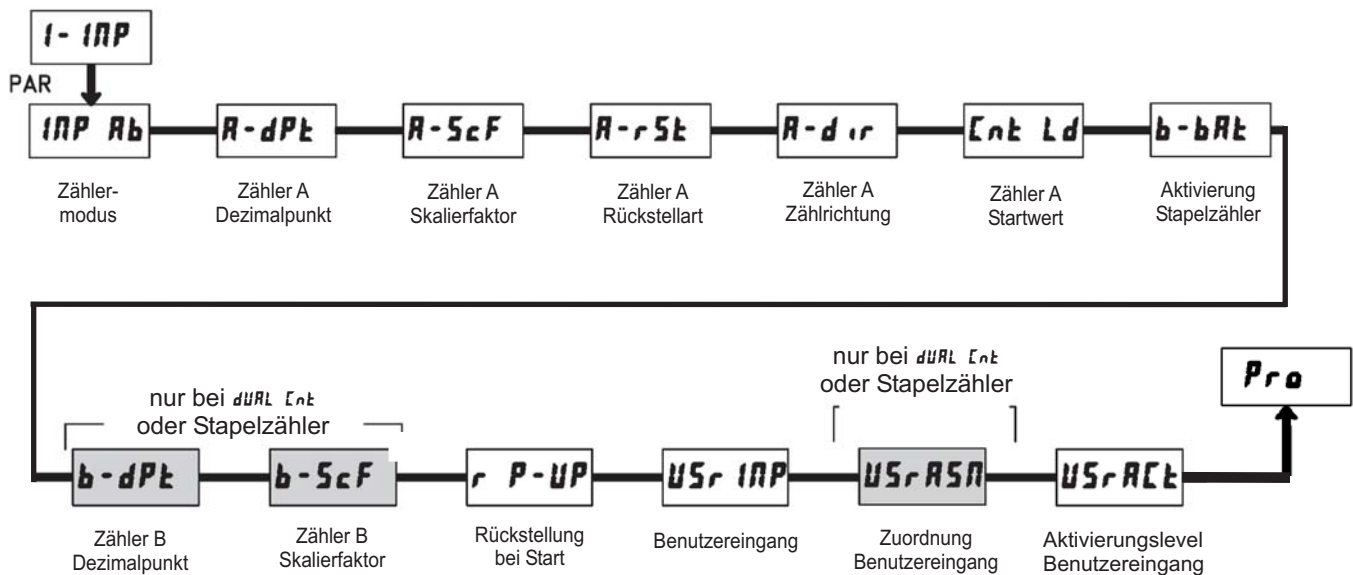 1-INP
PAR
INP Ab
A-dPt
A-ScF
A-rSt
A-dir
Cnt Ld
b-bAt
Zähler-
modus
Zähler A
Dezimalpunkt
Zähler A
Skalierfaktor
Zähler A
Rückstellart
Zähler A
Zählrichtung
Zähler A
Startwert
Aktivierung
Stapelzähler
nur bei dUAL Cnt
oder Stapelzähler
nur bei dUAL Cnt
oder Stapelzähler
Pro
b-dPt
b-ScF
r P-UP
USr INP
USrASN
USrACt
Zähler B
Dezimalpunkt
Zähler B
Skalierfaktor
Rückstellung
bei Start
Benutzereingang
Zuordnung
Benutzereingang
Aktivierungslevel
Benutzereingang